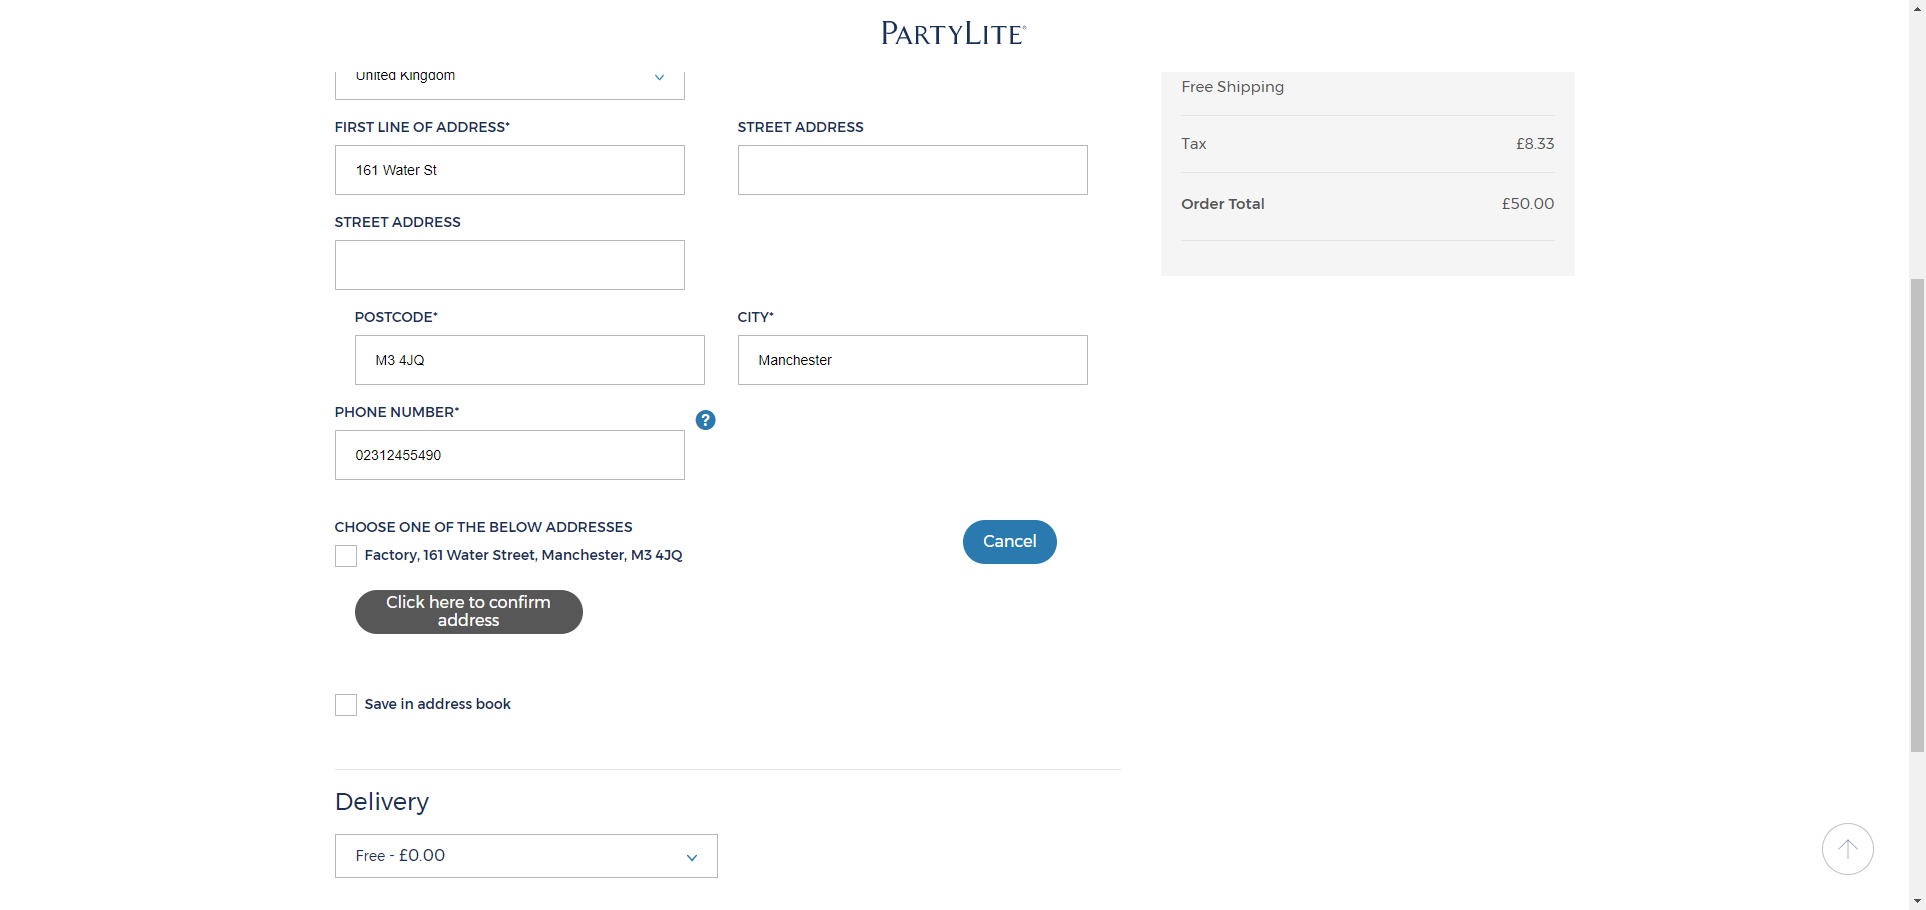 PARTYLITE®
United Kingdom
FIRST LINE OF ADDRESS*
STREET ADDRESS
161 Water St
STREET ADDRESS
POSTCODE*
CITY*
M3 4JQ
Manchester
PHONE NUMBER*
?
02312455490
CHOOSE ONE OF THE BELOW ADDRESSES
Factory, 161 Water Street, Manchester, M3 4JQ
Cancel
Click here to confirm
address
Save in address book
Delivery
Free - £0.00
Free Shipping
Tax £8.33
Order Total £50.00